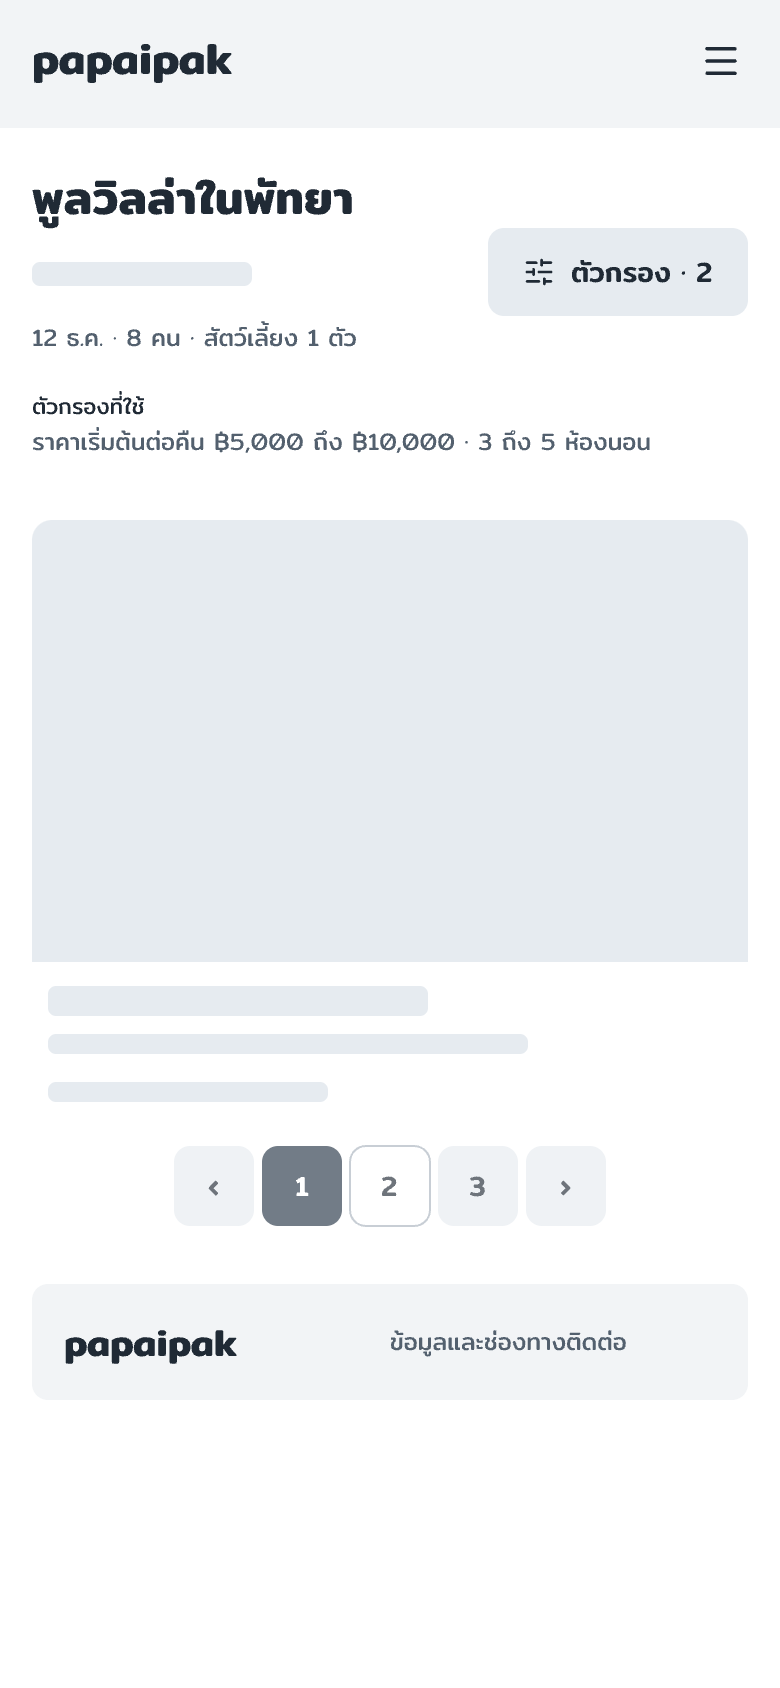 papaipak
พูลวิลล่าในพัทยา
ตัวกรอง · 2
12 ธ.ค. · 8 คน · สัตว์เลี้ยง 1 ตัว
ตัวกรองที่ใช้
ราคาเริ่มต้นต่อคืน ฿5,000 ถึง ฿10,000 · 3 ถึง 5 ห้องนอน
‹ 1 2 3 ›
papaipak ข้อมูลและช่องทางติดต่อ